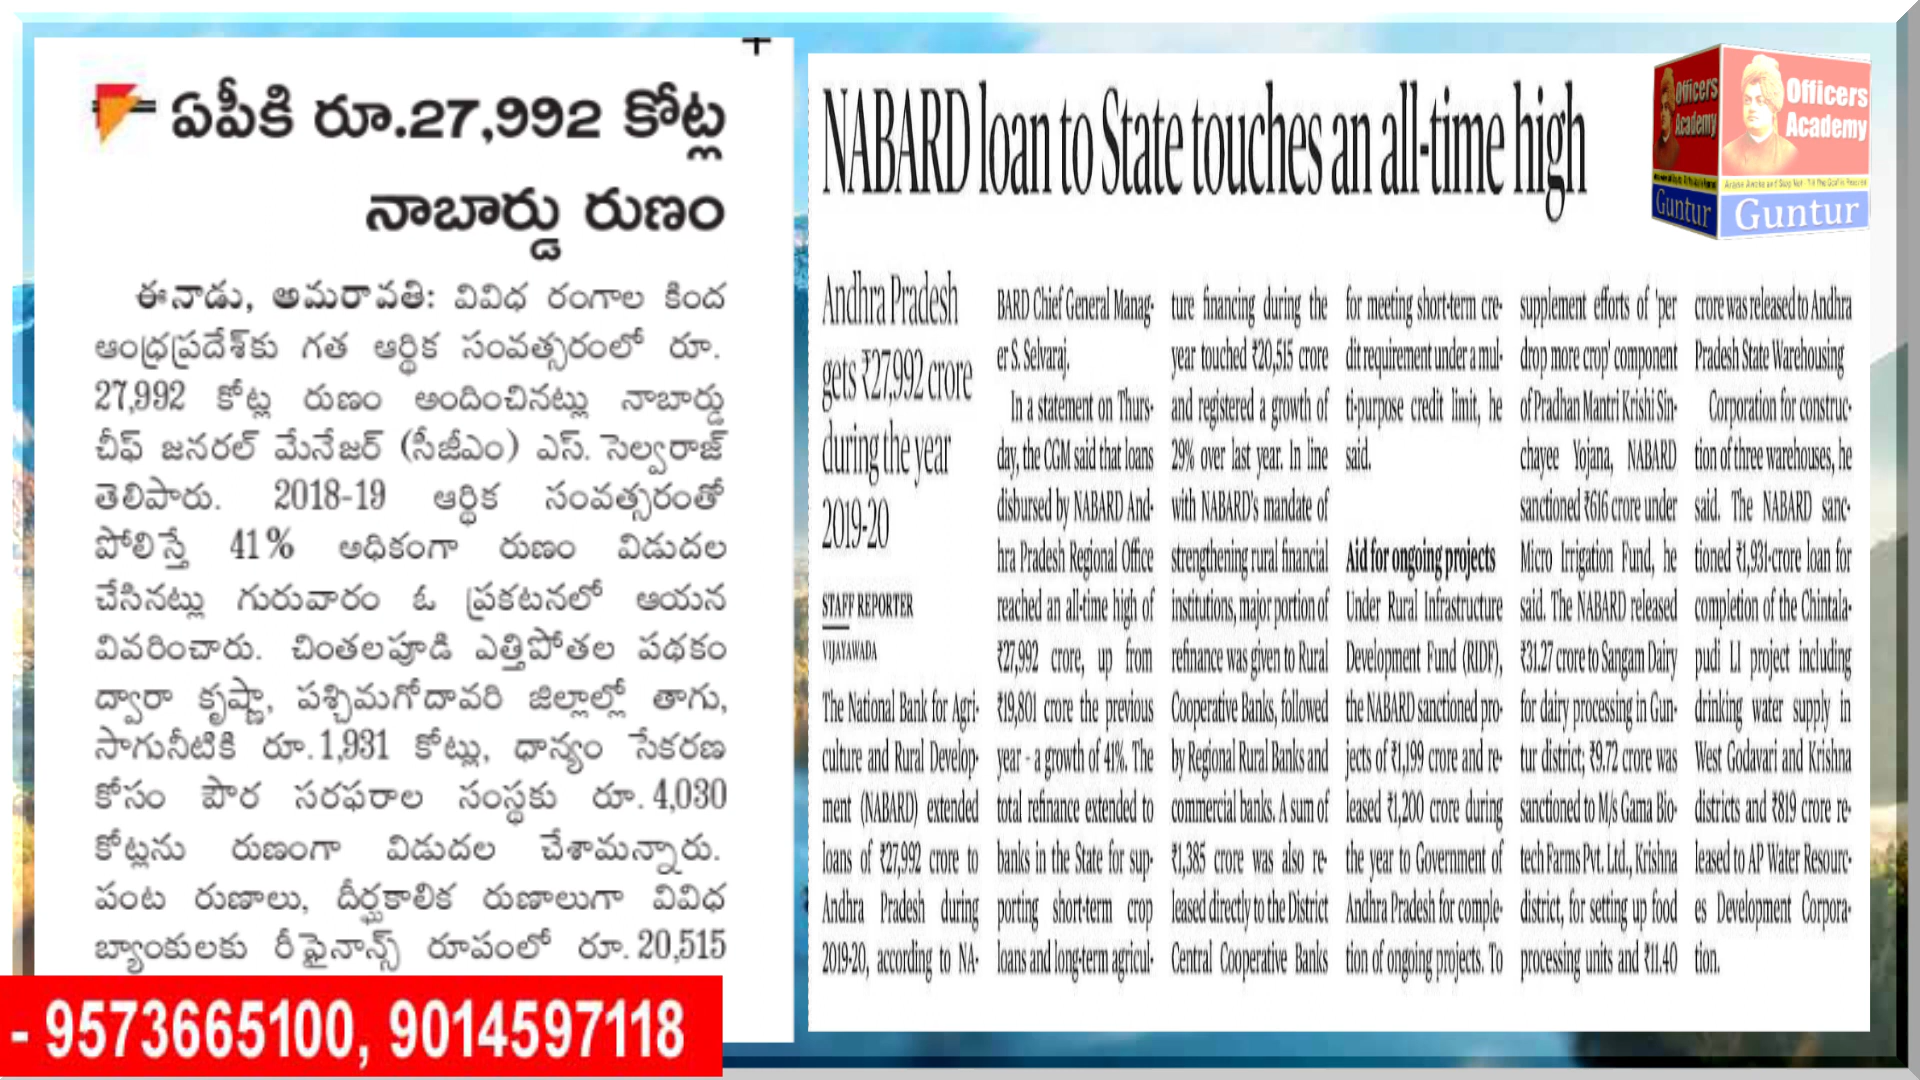 ఏపీకి రూ.27,992 కోట్ల
నాబార్డు రుణం
ఈనాడు, అమరావతి: వివిధ రంగాల కింద
ఆంధ్రప్రదేశ్‌కు గత ఆర్థిక సంవత్సరంలో రూ.
27,992 కోట్ల రుణం అందించినట్లు నాబార్డు
చీఫ్ జనరల్ మేనేజర్ (సీజీఎం) ఎస్. సెల్వరాజ్
తెలిపారు. 2018-19 ఆర్థిక సంవత్సరంతో
పోలిస్తే 41% అధికంగా రుణం విడుదల
చేసినట్లు గురువారం ఓ ప్రకటనలో ఆయన
వివరించారు. చింతలపూడి ఎత్తిపోతల పథకం
ద్వారా కృష్ణా, పశ్చిమగోదావరి జిల్లాల్లో తాగు,
సాగునీటికి రూ.1,931 కోట్లు, ధాన్యం సేకరణ
కోసం పౌర సరఫరాల సంస్థకు రూ.4,030
కోట్లను రుణంగా విడుదల చేశామన్నారు.
పంట రుణాలు, దీర్ఘకాలిక రుణాలుగా వివిధ
బ్యాంకులకు రీఫైనాన్స్ రూపంలో రూ.20,515
- 9573665100, 9014597118
NABARD loan to State touches an all-time high
Andhra Pradesh
gets ₹27,992 crore
during the year
2019-20
STAFF REPORTER
VIJAYAWADA
The National Bank for Agri-
culture and Rural Develop-
ment (NABARD) extended
loans of ₹27,992 crore to
Andhra Pradesh during
2019-20, according to NA-
BARD Chief General Manag-
er S. Selvaraj.
In a statement on Thurs-
day, the CGM said that loans
disbursed by NABARD And-
hra Pradesh Regional Office
reached an all-time high of
₹27,992 crore, up from
₹19,801 crore the previous
year - a growth of 41%. The
total refinance extended to
banks in the State for sup-
porting short-term crop
loans and long-term agricul-
ture financing during the
year touched ₹20,515 crore
and registered a growth of
29% over last year. In line
with NABARD's mandate of
strengthening rural financial
institutions, major portion of
refinance was given to Rural
Cooperative Banks, followed
by Regional Rural Banks and
commercial banks. A sum of
₹1,385 crore was also re-
leased directly to the District
Central Cooperative Banks
for meeting short-term cre-
dit requirement under a mul-
ti-purpose credit limit, he
said.
Aid for ongoing projects
Under Rural Infrastructure
Development Fund (RIDF),
the NABARD sanctioned pro-
jects of ₹1,199 crore and re-
leased ₹1,200 crore during
the year to Government of
Andhra Pradesh for comple-
tion of ongoing projects. To
supplement efforts of 'per
drop more crop' component
of Pradhan Mantri Krishi Sin-
chayee Yojana, NABARD
sanctioned ₹616 crore under
Micro Irrigation Fund, he
said. The NABARD released
₹31.27 crore to Sangam Dairy
for dairy processing in Gun-
tur district; ₹9.72 crore was
sanctioned to M/s Gama Bio-
tech Farms Pvt. Ltd., Krishna
district, for setting up food
processing units and ₹11.40
crore was released to Andhra
Pradesh State Warehousing
Corporation for construc-
tion of three warehouses, he
said. The NABARD sanc-
tioned ₹1,931-crore loan for
completion of the Chintala-
pudi LI project including
drinking water supply in
West Godavari and Krishna
districts and ₹819 crore re-
leased to AP Water Resourc-
es Development Corpora-
tion.
Officers
Academy
Guntur
Officers
Academy
Guntur